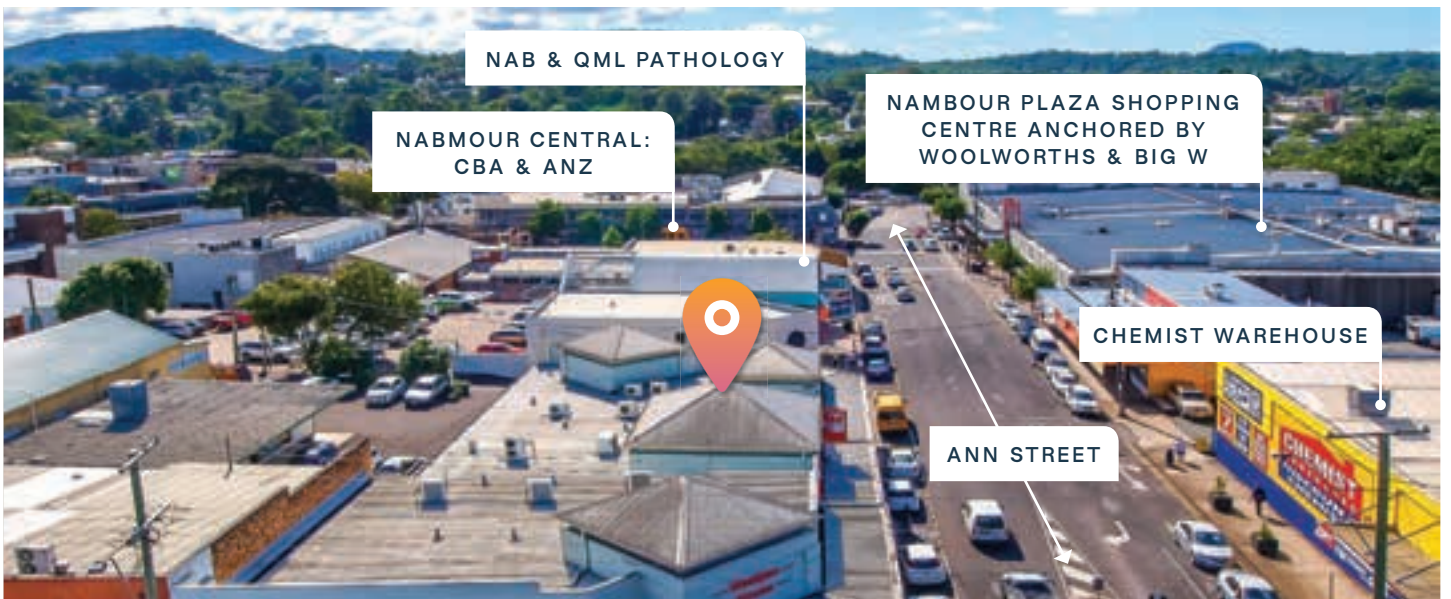 NAB & QML PATHOLOGY
NABMOUR CENTRAL:
CBA & ANZ
NAMBOUR PLAZA SHOPPING
CENTRE ANCHORED BY
WOOLWORTHS & BIG W
CHEMIST WAREHOUSE
ANN STREET
CHEMIST